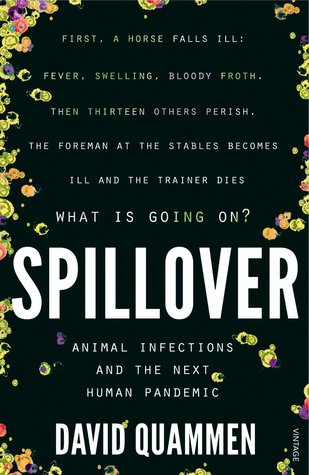 FIRST, A HORSE FALLS ILL:
FEVER, SWELLING, BLOODY FROTH.
THEN THIRTEEN OTHERS PERISH.
THE FOREMAN AT THE STABLES BECOMES
ILL AND THE TRAINER DIES
WHAT IS GOING ON?
SPILLOVER
ANIMAL INFECTIONS
AND THE NEXT
HUMAN PANDEMIC
DAVID QUAMMEN
VINTAGE